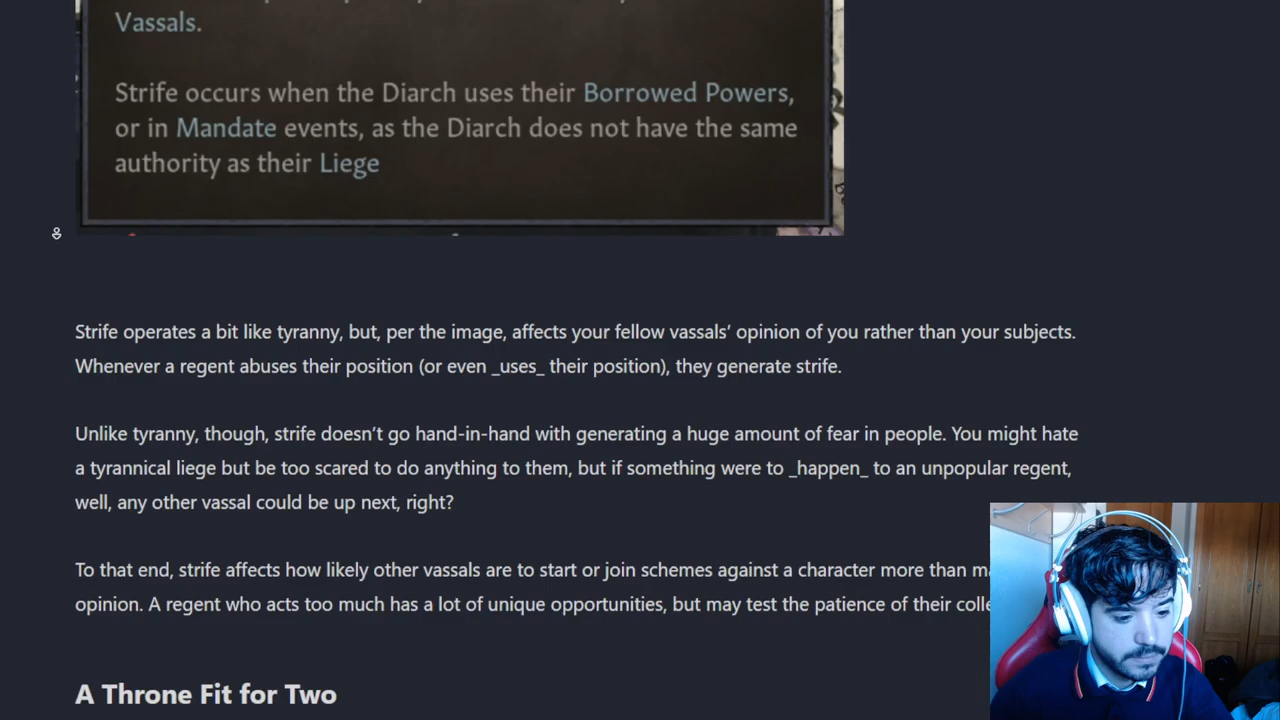 Vassals.
Strife occurs when the Diarch uses their Borrowed Powers,
or in Mandate events, as the Diarch does not have the same
authority as their Liege
Strife operates a bit like tyranny, but, per the image, affects your fellow vassals’ opinion of you rather than your subjects.
Whenever a regent abuses their position (or even _uses_ their position), they generate strife.
Unlike tyranny, though, strife doesn’t go hand-in-hand with generating a huge amount of fear in people. You might hate
a tyrannical liege but be too scared to do anything to them, but if something were to _happen_ to an unpopular regent,
well, any other vassal could be up next, right?
To that end, strife affects how likely other vassals are to start or join schemes against a character more than
opinion. A regent who acts too much has a lot of unique opportunities, but may test the patience of their
A Throne Fit for Two